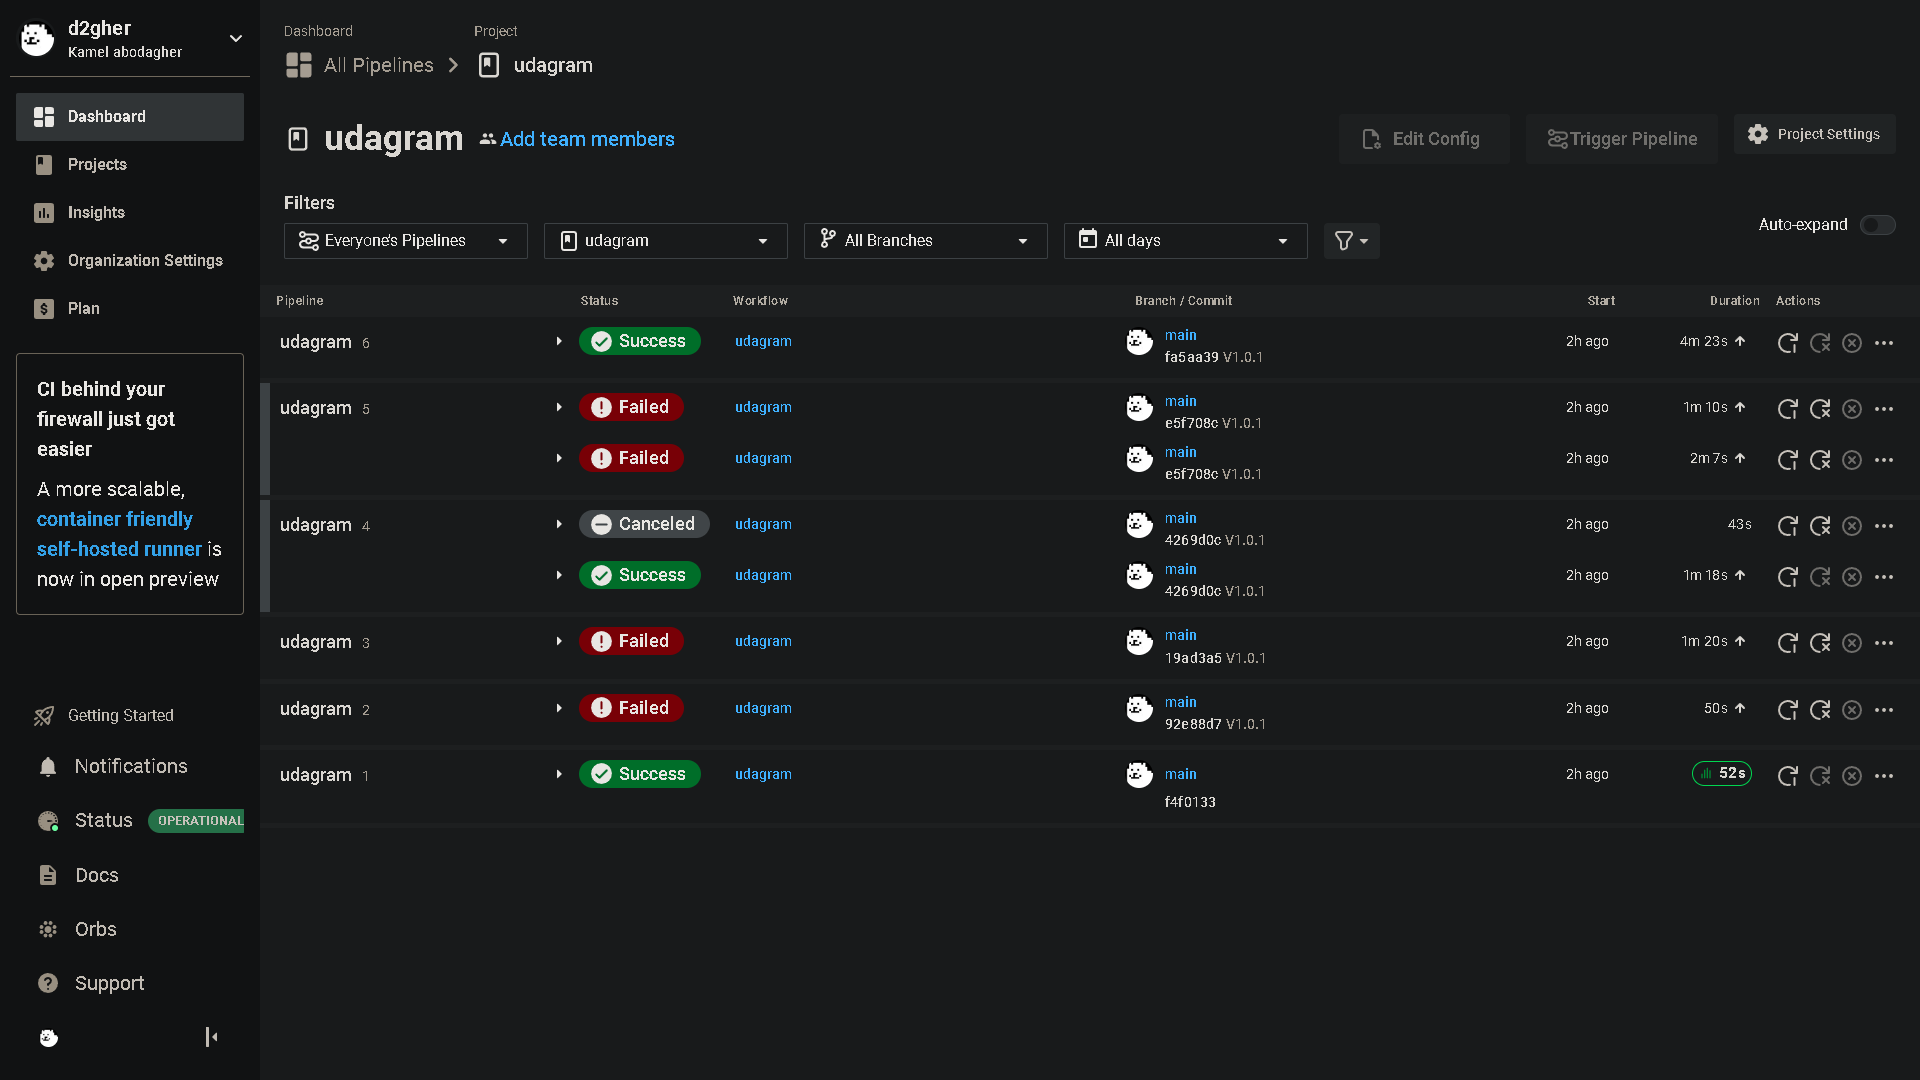 d2gher
Kamel abodagher
Dashboard
Projects
Insights
Organization Settings
Plan
CI behind your
firewall just got
easier
A more scalable,
container friendly
self-hosted runner is
now in open preview
Getting Started
Notifications
Status OPERATIONAL
Docs
Orbs
Support
Dashboard Project
All Pipelines udagram
udagram Add team members Edit Config Trigger Pipeline Project Settings
Filters
Everyone's Pipelines udagram All Branches All days Auto-expand
Pipeline Status Workflow Branch / Commit Start Duration Actions
udagram 6 Success udagram main 2h ago 4m 23s
fa5aa39 V1.0.1
udagram 5 Failed udagram main 2h ago 1m 10s
e5f708c V1.0.1
Failed udagram main 2h ago 2m 7s
e5f708c V1.0.1
udagram 4 Canceled udagram main 2h ago 43s
4269d0c V1.0.1
Success udagram main 2h ago 1m 18s
4269d0c V1.0.1
udagram 3 Failed udagram main 2h ago 1m 20s
19ad3a5 V1.0.1
udagram 2 Failed udagram main 2h ago 50s
92e88d7 V1.0.1
udagram 1 Success udagram main 2h ago 52s
f4f0133